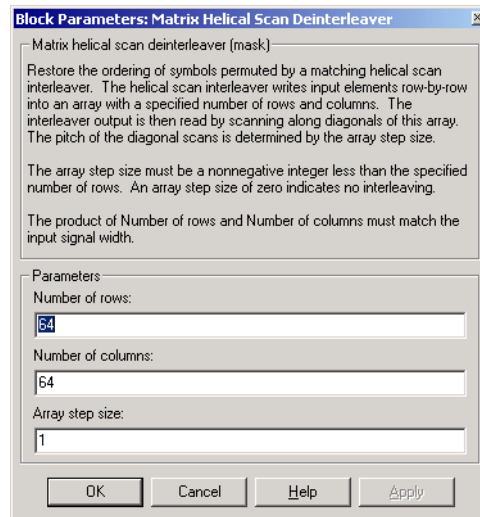 Block Parameters: Matrix Helical Scan Deinterleaver
Matrix helical scan deinterleaver (mask)
Restore the ordering of symbols permuted by a matching helical scan
interleaver. The helical scan interleaver writes input elements row-by-row
into an array with a specified number of rows and columns. The
interleaver output is then read by scanning along diagonals of this array.
The pitch of the diagonal scans is determined by the array step size.
The array step size must be a nonnegative integer less than the specified
number of rows. An array step size of zero indicates no interleaving.
The product of Number of rows and Number of columns must match the
input signal width.
Parameters
Number of rows:
64
Number of columns:
64
Array step size:
1
OK Cancel Help Apply